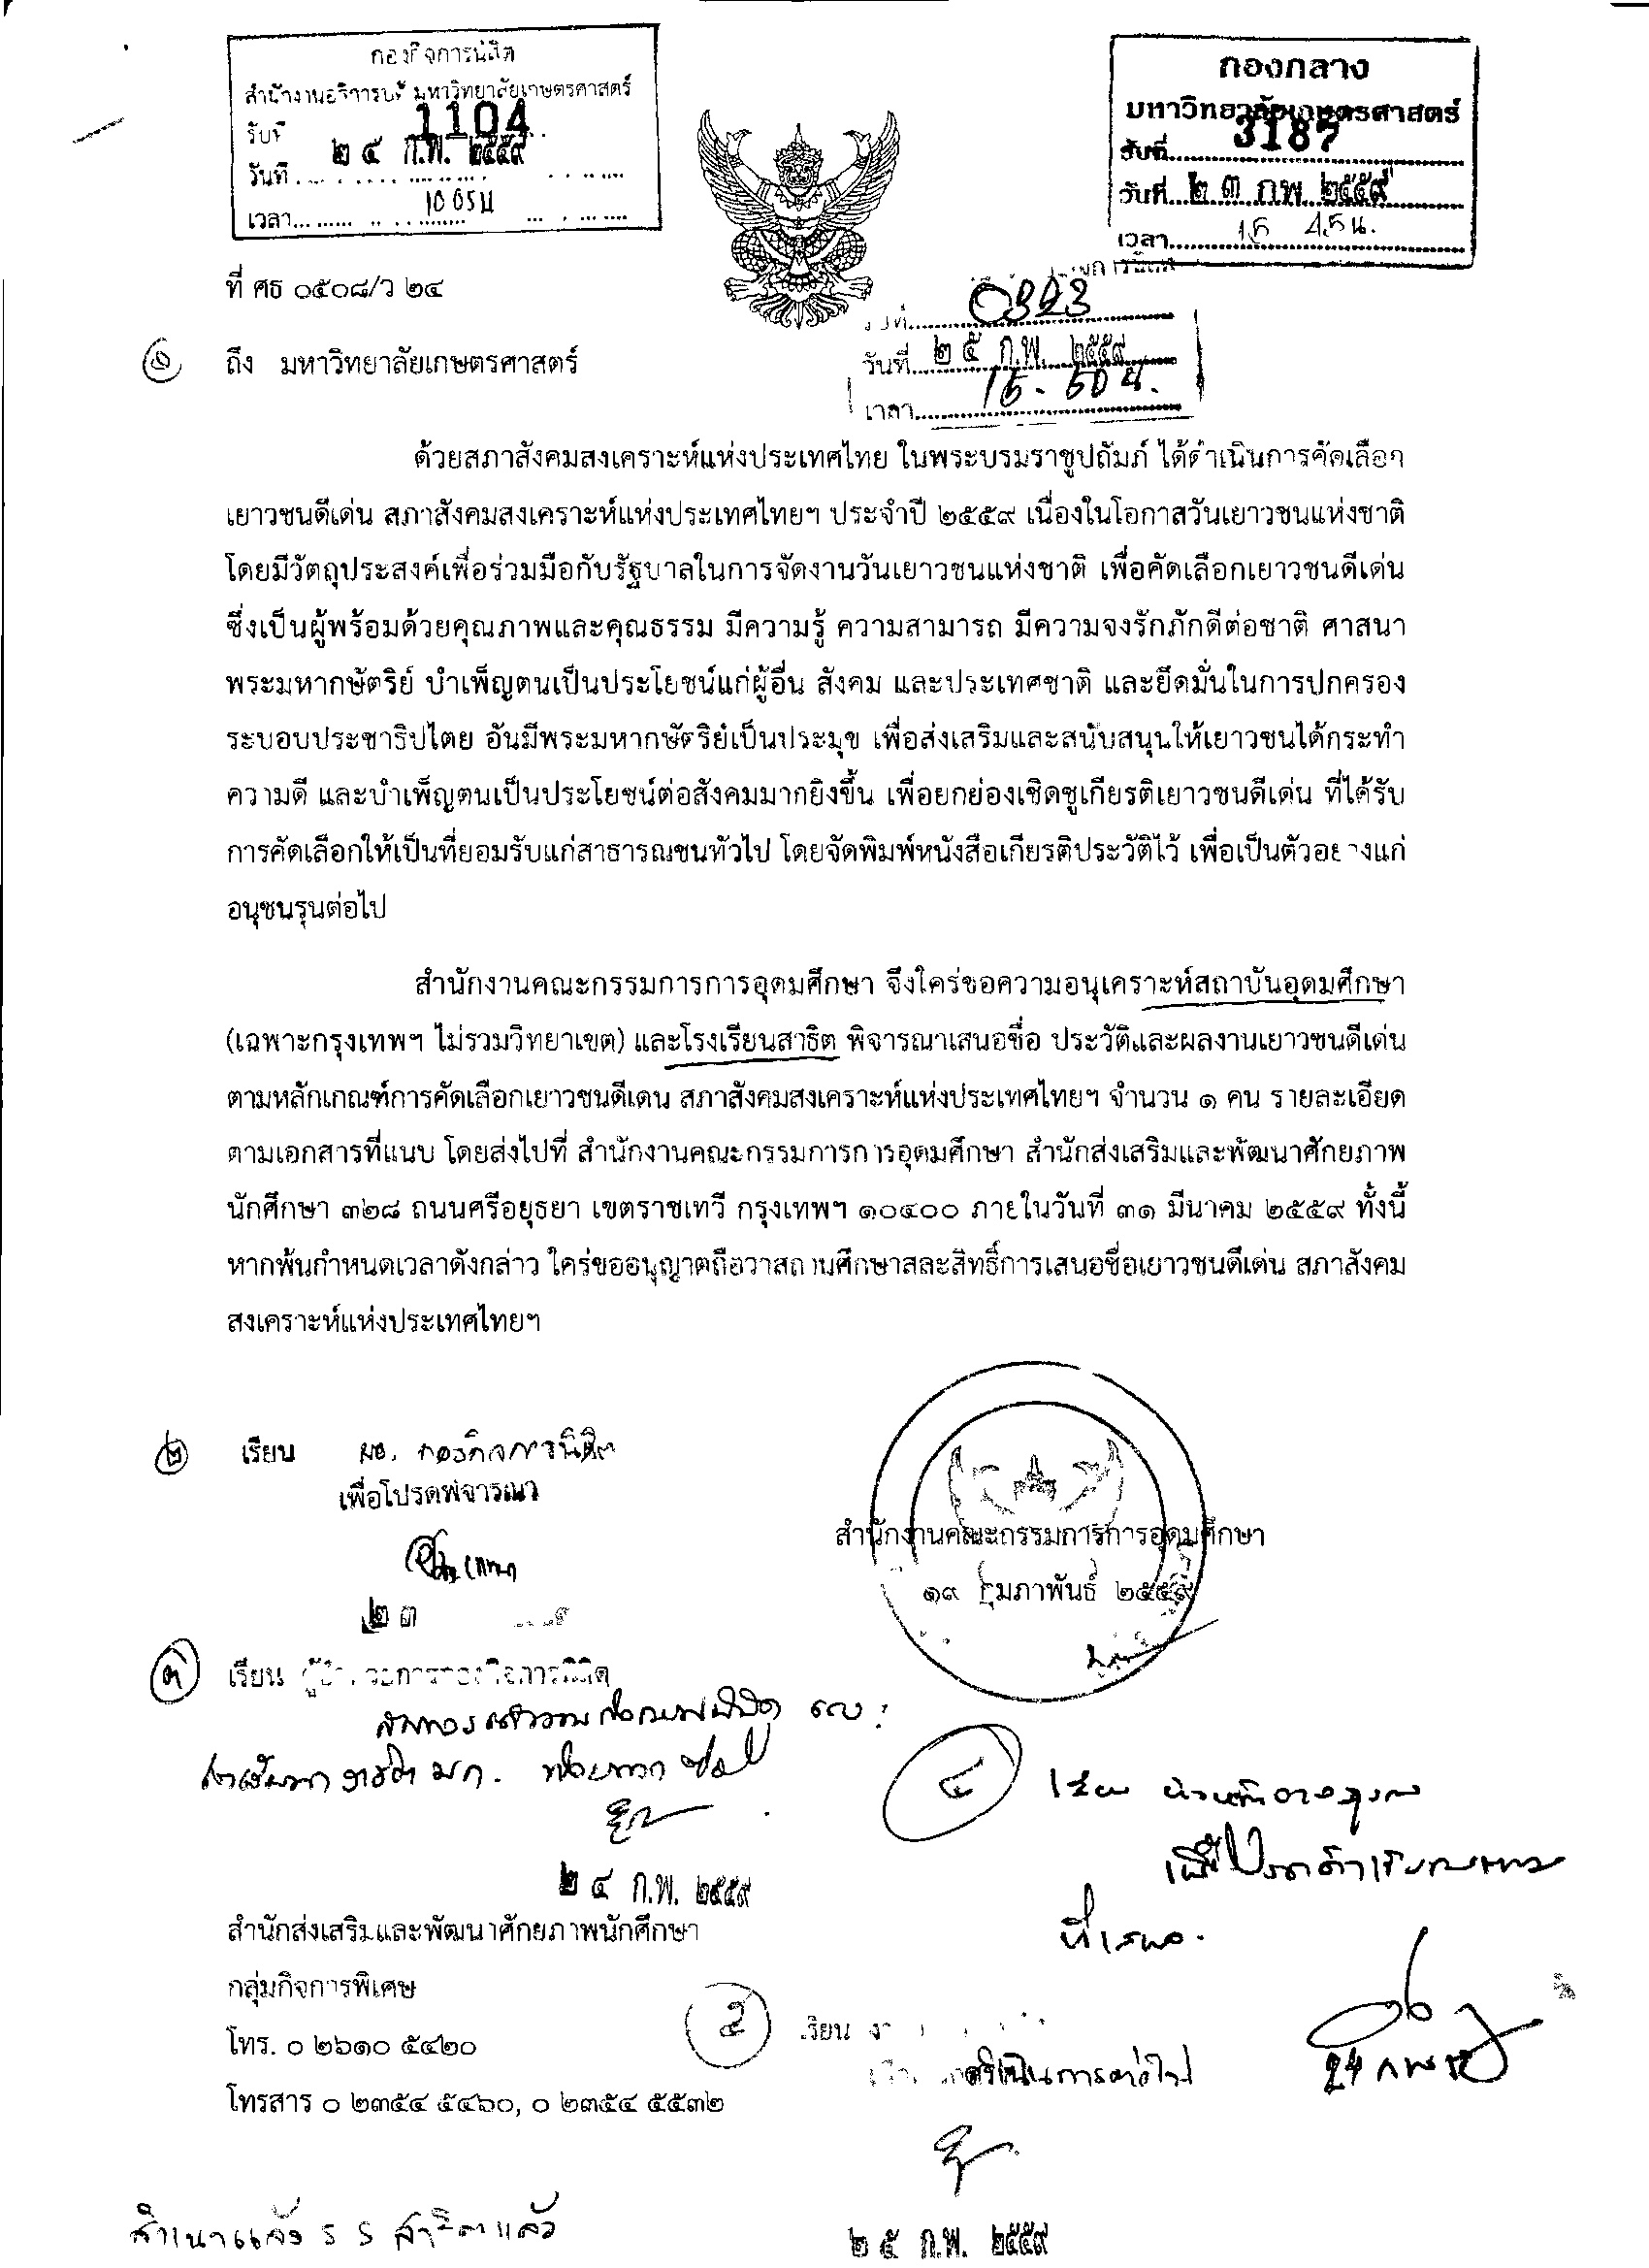 กองกิจการนิสิต
สำนักงานอธิการบดี มหาวิทยาลัยเกษตรศาสตร์
รับที่ 1104
วันที่ ๒๔ ก.พ. ๒๕๕๙
เวลา 10 05 น
กองกลาง
มหาวิทยาลัยเกษตรศาสตร์
รับที่ 3187
วันที่ ๒๓ กพ ๒๕๕๙
เวลา 15 45น.
ที่ ศธ ๐๕๐๘/ว ๒๔
วันที่ ๒๕ ก.พ. ๒๕๕๙
เวลา
๑ ถึง มหาวิทยาลัยเกษตรศาสตร์
ด้วยสภาสังคมสงเคราะห์แห่งประเทศไทย ในพระบรมราชูปถัมภ์ ได้ดำเนินการคัดเลือก
เยาวชนดีเด่น สภาสังคมสงเคราะห์แห่งประเทศไทยฯ ประจำปี ๒๕๕๙ เนื่องในโอกาสวันเยาวชนแห่งชาติ
โดยมีวัตถุประสงค์เพื่อร่วมมือกับรัฐบาลในการจัดงานวันเยาวชนแห่งชาติ เพื่อคัดเลือกเยาวชนดีเด่น
ซึ่งเป็นผู้พร้อมด้วยคุณภาพและคุณธรรม มีความรู้ ความสามารถ มีความจงรักภักดีต่อชาติ ศาสนา
พระมหากษัตริย์ บำเพ็ญตนเป็นประโยชน์แก่ผู้อื่น สังคม และประเทศชาติ และยึดมั่นในการปกครอง
ระบอบประชาธิปไตย อันมีพระมหากษัตริย์เป็นประมุข เพื่อส่งเสริมและสนับสนุนให้เยาวชนได้กระทำ
ความดี และบำเพ็ญตนเป็นประโยชน์ต่อสังคมมากยิ่งขึ้น เพื่อยกย่องเชิดชูเกียรติเยาวชนดีเด่น ที่ได้รับ
การคัดเลือกให้เป็นที่ยอมรับแก่สาธารณชนทั่วไป โดยจัดพิมพ์หนังสือเกียรติประวัติไว้ เพื่อเป็นตัวอย่างแก่
อนุชนรุ่นต่อไป
สำนักงานคณะกรรมการการอุดมศึกษา จึงใคร่ขอความอนุเคราะห์สถาบันอุดมศึกษา
(เฉพาะกรุงเทพฯ ไม่รวมวิทยาเขต) และโรงเรียนสาธิต พิจารณาเสนอชื่อ ประวัติและผลงานเยาวชนดีเด่น
ตามหลักเกณฑ์การคัดเลือกเยาวชนดีเด่น สภาสังคมสงเคราะห์แห่งประเทศไทยฯ จำนวน ๑ คน รายละเอียด
ตามเอกสารที่แนบ โดยส่งไปที่ สำนักงานคณะกรรมการการอุดมศึกษา สำนักส่งเสริมและพัฒนาศักยภาพ
นักศึกษา ๓๒๘ ถนนศรีอยุธยา เขตราชเทวี กรุงเทพฯ ๑๐๔๐๐ ภายในวันที่ ๓๑ มีนาคม ๒๕๕๙ ทั้งนี้
หากพ้นกำหนดเวลาดังกล่าว ใคร่ขออนุญาตถือว่าสถานศึกษาสละสิทธิ์การเสนอชื่อเยาวชนดีเด่น สภาสังคม
สงเคราะห์แห่งประเทศไทยฯ
๒ เรียน ผอ. กองกิจการนิสิต
เพื่อโปรดพิจารณา
๒๓
สำนักงานคณะกรรมการการอุดมศึกษา
๑๙ กุมภาพันธ์ ๒๕๕๙
๓ เรียน ผู้อำนวยการกองกิจการนิสิต
๒ ๔ ก.พ. ๒๕๕๙
๔ เรียน
ที่เสนอ.
สำนักส่งเสริมและพัฒนาศักยภาพนักศึกษา
กลุ่มกิจการพิเศษ
โทร. ๐ ๒๖๑๐ ๕๔๒๐
โทรสาร ๐ ๒๓๕๔ ๕๔๖๐, ๐ ๒๓๕๔ ๕๕๓๒
๕ เรียน
ดำเนินการต่อไป
๒ ๕ ก.พ. ๒๕๕๙
สำเนาแจ้ง ร ร สาธิตแล้ว